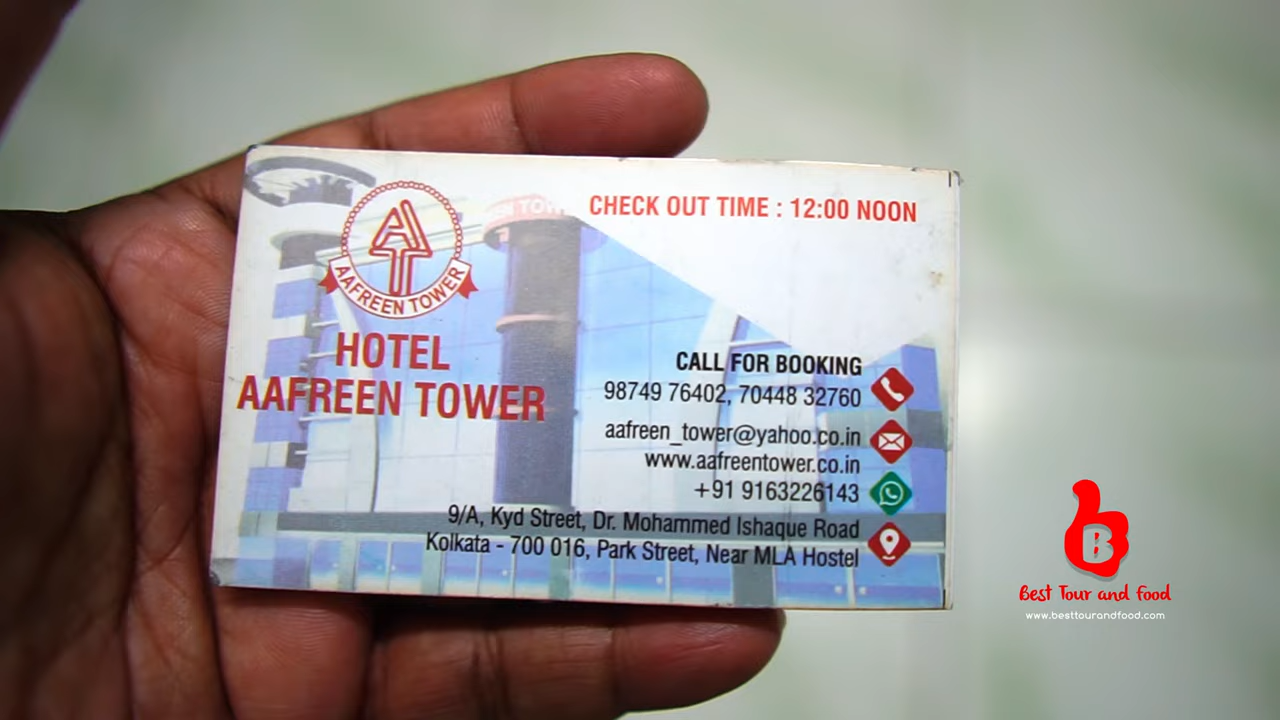 AT
AAFREEN TOWER
HOTEL
AAFREEN TOWER
CHECK OUT TIME : 12:00 NOON
CALL FOR BOOKING
98749 76402, 70448 32760
aafreen_tower@yahoo.co.in
www.aafreentower.co.in
+91 9163226143
9/A, Kyd Street, Dr. Mohammed Ishaque Road
Kolkata - 700 016, Park Street, Near MLA Hostel
B
Best Tour and food
www.besttourandfood.com